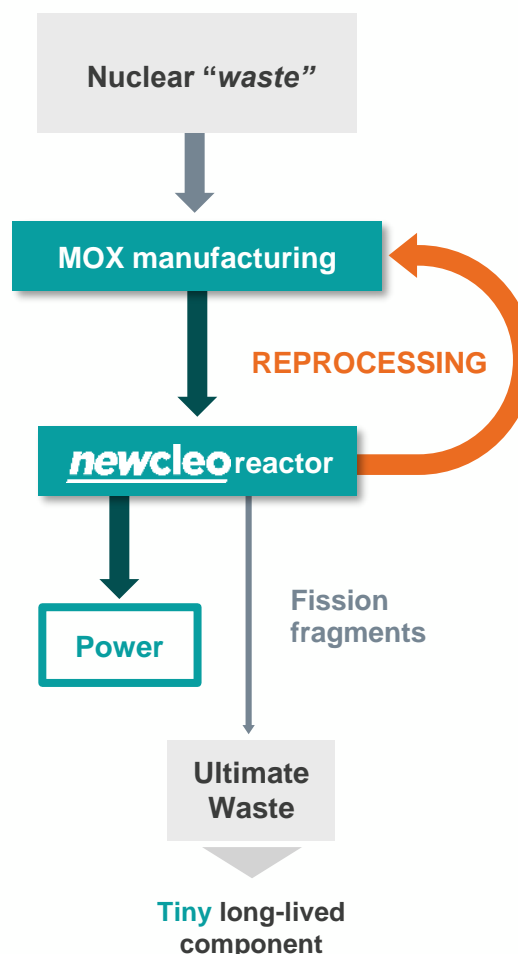 Nuclear “waste”
MOX manufacturing
REPROCESSING
newcleo reactor
Fission
fragments
Power
Ultimate
Waste
Tiny long-lived
component